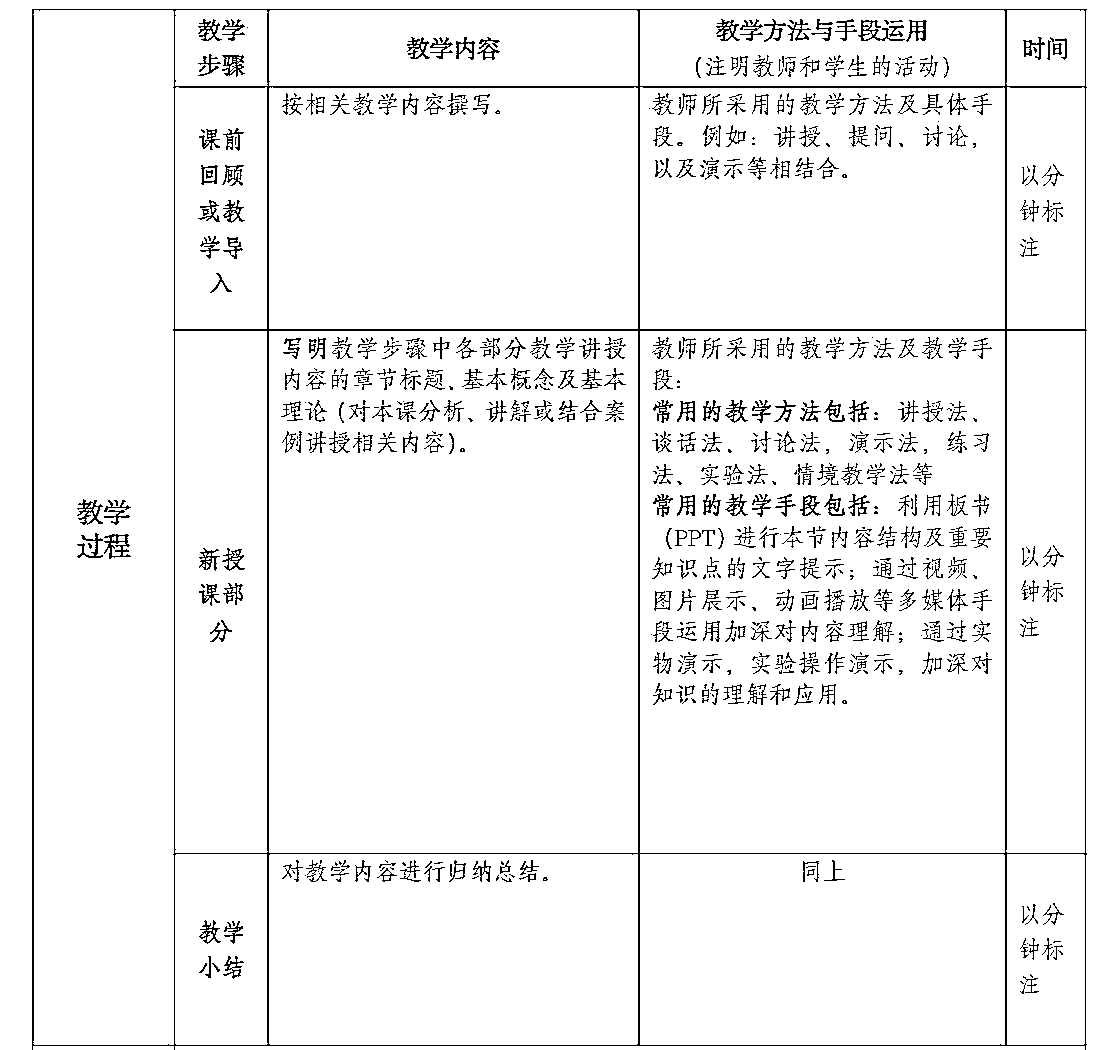 教学
步骤
教学内容
教学方法与手段运用
（注明教师和学生的活动）
时间
教学
过程
课前
回顾
或教
学导
入
按相关教学内容撰写。
教师所采用的教学方法及具体手
段。例如：讲授、提问、讨论，
以及演示等相结合。
以分
钟标
注
新授
课部
分
写明教学步骤中各部分教学讲授
内容的章节标题、基本概念及基本
理论（对本课分析、讲解或结合案
例讲授相关内容）。
教师所采用的教学方法及教学手
段：
常用的教学方法包括：讲授法、
谈话法、讨论法，演示法，练习
法、实验法、情境教学法等
常用的教学手段包括：利用板书
（PPT）进行本节内容结构及重要
知识点的文字提示；通过视频、
图片展示、动画播放等多媒体手
段运用加深对内容理解；通过实
物演示，实验操作演示，加深对
知识的理解和应用。
以分
钟标
注
教学
小结
对教学内容进行归纳总结。
同上
以分
钟标
注